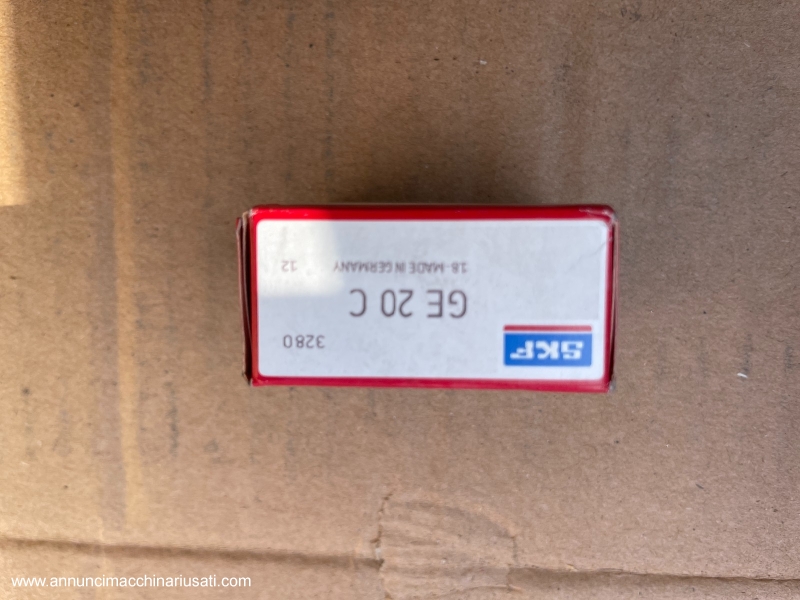 SKF
3280
GE 20 C
18-MADE IN GERMANY 12
www.annuncimacchinariusati.com